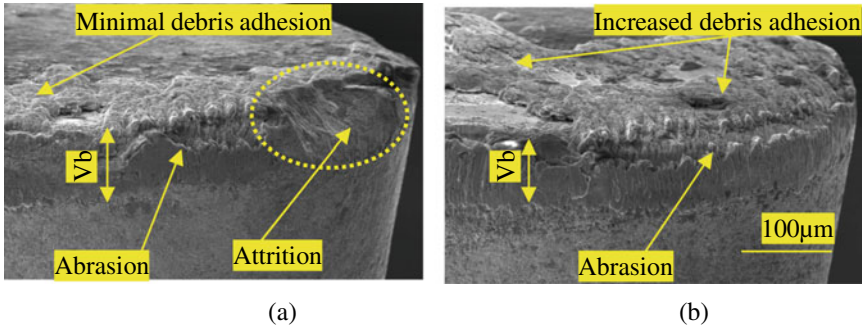 Minimal debris adhesion
Vb
Abrasion
Attrition
(a)
Increased debris adhesion
Vb
100µm
Abrasion
(b)